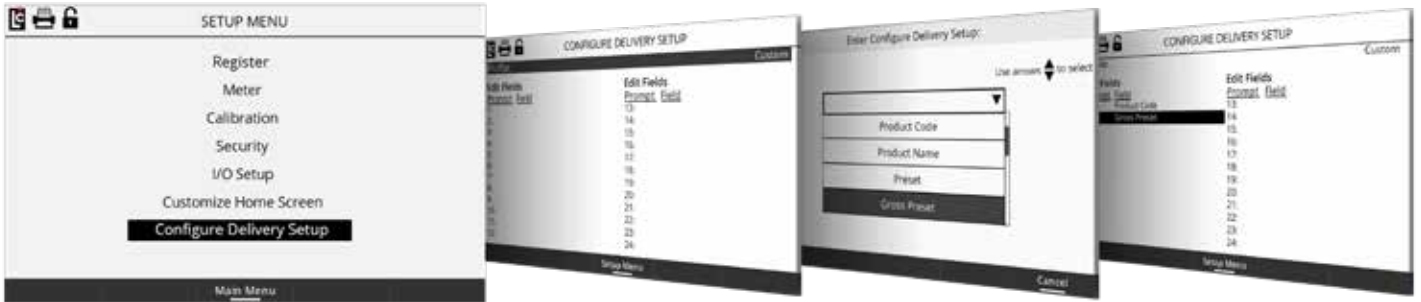 SETUP MENU
Register
Meter
Calibration
Security
I/O Setup
Customize Home Screen
Configure Delivery Setup
Main Menu
CONFIGURE DELIVERY SETUP
Custom
Edit Fields
Prompt Field
Edit Fields
Prompt Field
13:
14:
15:
16:
17:
18:
19:
20:
21:
22:
23:
24:
Setup Menu
Enter Configure Delivery Setup:
Use arrows to select
Product Code
Product Name
Preset
Gross Preset
Cancel
CONFIGURE DELIVERY SETUP
Custom
Fields
Field
Product Code
Gross Preset
Edit Fields
Prompt Field
13:
14:
15:
16:
17:
18:
19:
20:
21:
22:
23:
24:
Setup Menu